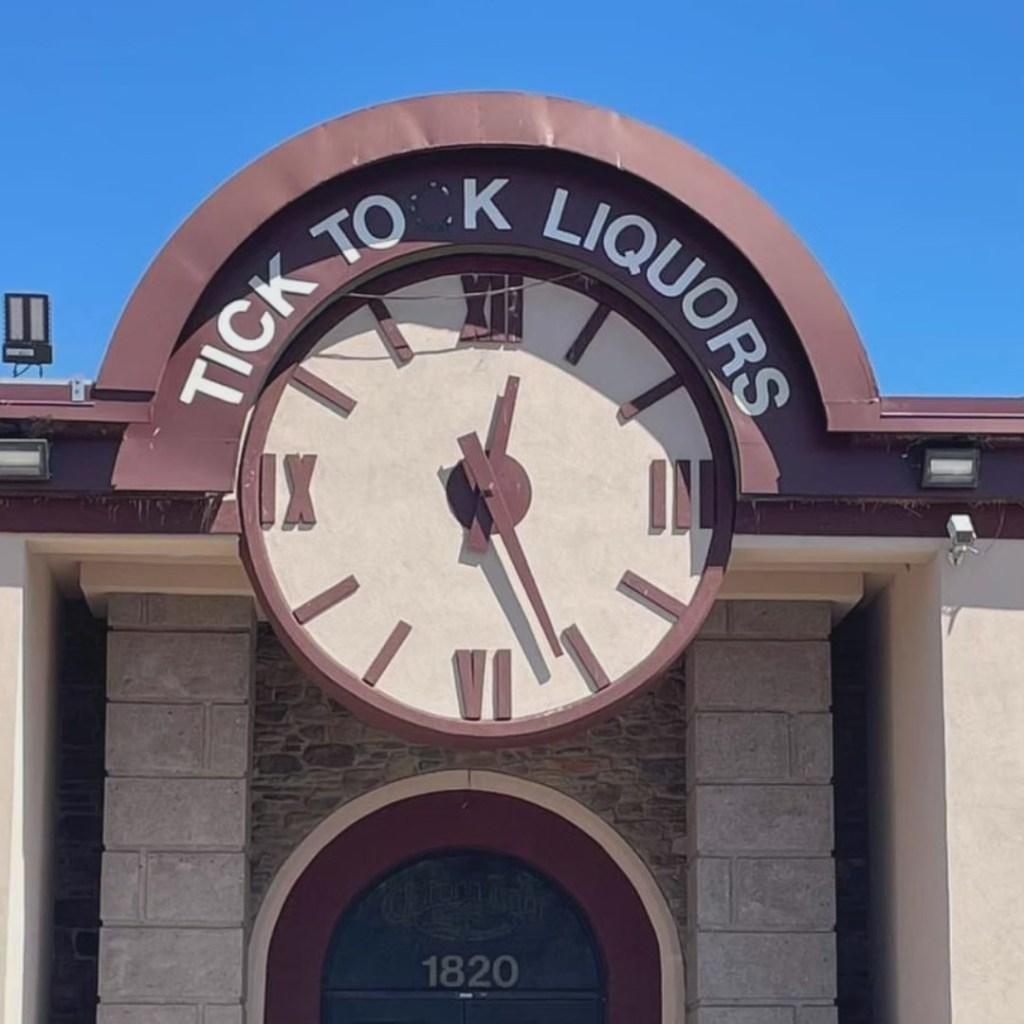 TICK TO K LIQUORS
XII
IX III
VI
1820